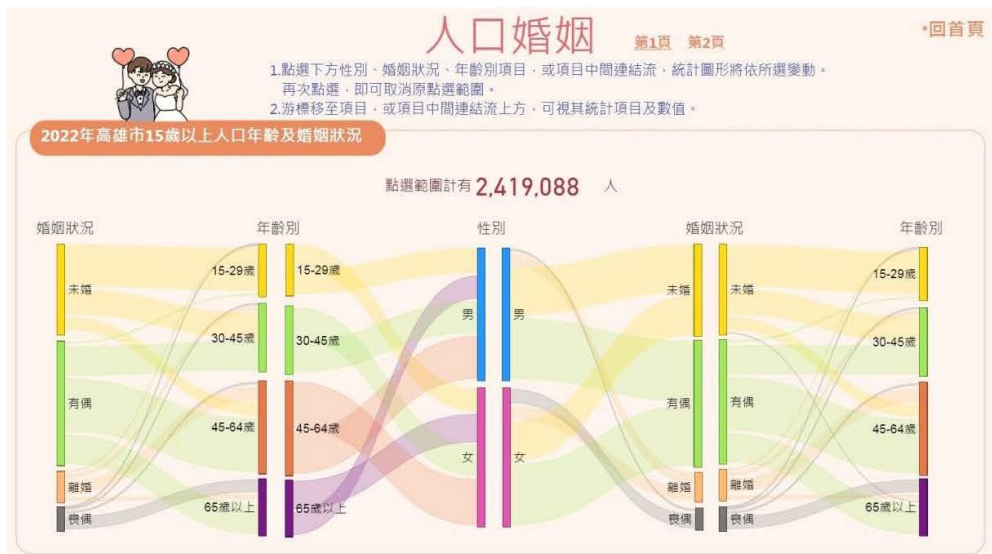 人口婚姻
第1頁 第2頁
*回首頁
1.點選下方性別、婚姻狀況、年齡別項目，或項目中間連結流，統計圖形將依所選變動。
再次點選，即可取消原點選範圍。
2.游標移至項目，或項目中間連結流上方，可視其統計項目及數值。
2022年高雄市15歲以上人口年齡及婚姻狀況
點選範圍計有 2,419,088 人
婚姻狀況 年齡別 性別 婚姻狀況 年齡別
未婚
有偶
離婚
喪偶
15-29歲
30-45歲
45-64歲
65歲以上
15-29歲
30-45歲
45-64歲
65歲以上
男
女
男
女
未婚
有偶
離婚
喪偶
未婚
有偶
離婚
喪偶
15-29歲
30-45歲
45-64歲
65歲以上